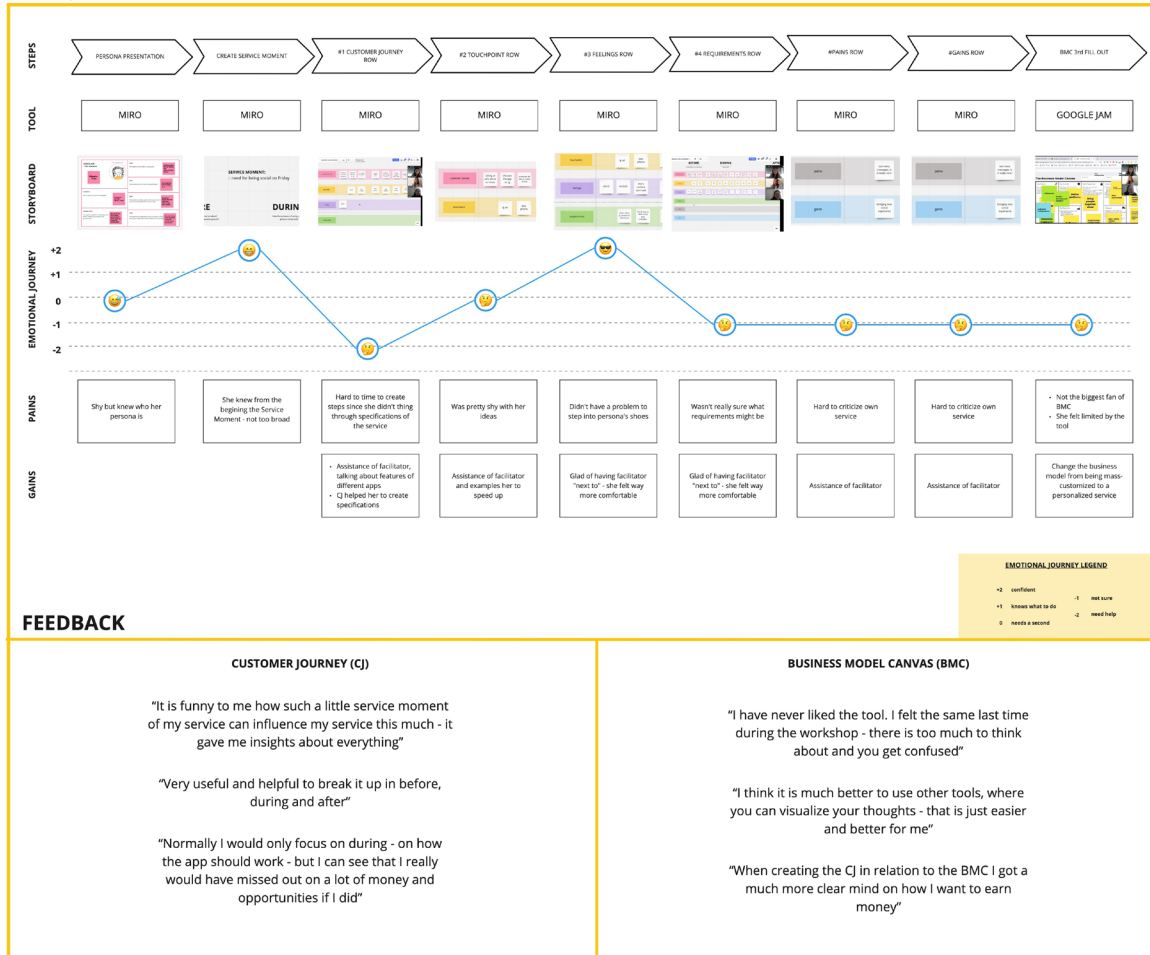 STEPS
PERSONA PRESENTATION
CREATE SERVICE MOMENT
#1 CUSTOMER JOURNEY
ROW
#2 TOUCHPOINT ROW
#3 FEELINGS ROW
#4 REQUIREMENTS ROW
#PAINS ROW
#GAINS ROW
BMC 3rd FILL OUT
TOOL
MIRO
MIRO
MIRO
MIRO
MIRO
MIRO
MIRO
MIRO
GOOGLE JAM
STORYBOARD
SERVICE MOMENT:
need for being social on Friday
RE
DURIN
EMOTIONAL JOURNEY
+2
+1
0
-1
-2
PAINS
Shy but knew who her
persona is
She knew from the
begining the Service
Moment - not too broad
Hard to time to create
steps since she didn't thing
through specifications of
the service
Was pretty shy with her
ideas
Didn't have a problem to
step into persona's shoes
Wasn't really sure what
requirements might be
Hard to criticize own
service
Hard to criticize own
service
• Not the biggest fan of
BMC
• She felt limited by the
tool
GAINS
• Assistance of facilitator,
talking about features of
different apps
• CJ helped her to create
specifications
Assistance of facilitator
and examples her to
speed up
Glad of having facilitator
"next to" - she felt way
more comfortable
Glad of having facilitator
"next to" - she felt way
more comfortable
Assistance of facilitator
Assistance of facilitator
Change the business
model from being mass-
customized to a
personalized service
EMOTIONAL JOURNEY LEGEND
+2 confident
+1 knows what to do
0 needs a second
-1 not sure
-2 need help
FEEDBACK
CUSTOMER JOURNEY (CJ)
“It is funny to me how such a little service moment
of my service can influence my service this much - it
gave me insights about everything”
“Very useful and helpful to break it up in before,
during and after”
“Normally I would only focus on during - on how
the app should work - but I can see that I really
would have missed out on a lot of money and
opportunities if I did”
BUSINESS MODEL CANVAS (BMC)
“I have never liked the tool. I felt the same last time
during the workshop - there is too much to think
about and you get confused”
“I think it is much better to use other tools, where
you can visualize your thoughts - that is just easier
and better for me”
“When creating the CJ in relation to the BMC I got a
much more clear mind on how I want to earn
money”